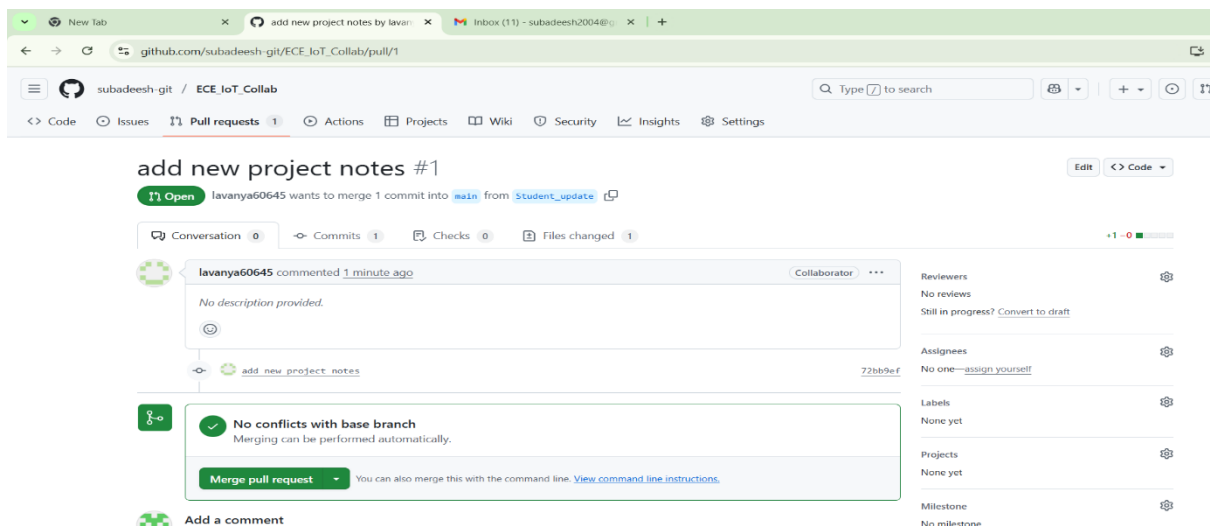 New Tab
add new project notes by lavan
Inbox (11) - subadeesh2004@g
github.com/subadeesh-git/ECE_IoT_Collab/pull/1
subadeesh-git / ECE_IoT_Collab
Type / to search
<> Code Issues Pull requests 1 Actions Projects Wiki Security Insights Settings
add new project notes #1
Edit <> Code
Open lavanya60645 wants to merge 1 commit into main from Student_update
Conversation 0 Commits 1 Checks 0 Files changed 1
+1 −0
lavanya60645 commented 1 minute ago
Collaborator
No description provided.
add new project notes 72bb9ef
No conflicts with base branch
Merging can be performed automatically.
Merge pull request
You can also merge this with the command line. View command line instructions.
Add a comment
Reviewers
No reviews
Still in progress? Convert to draft
Assignees
No one—assign yourself
Labels
None yet
Projects
None yet
Milestone
No milestone